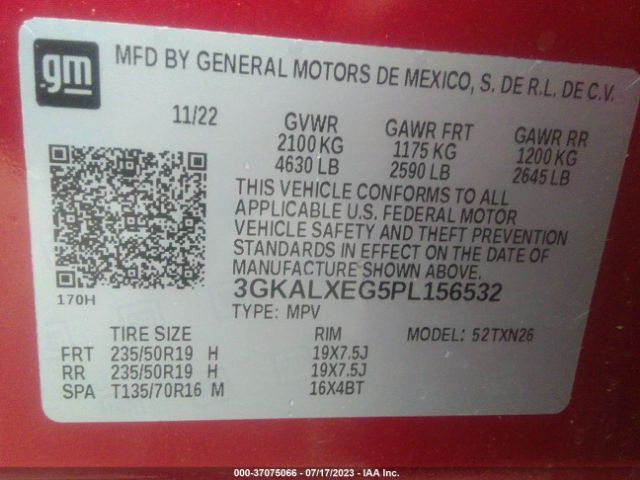 gm
MFD BY GENERAL MOTORS DE MEXICO, S. DE R.L. DE C.V.
11/22 GVWR GAWR FRT GAWR RR
2100 KG 1175 KG 1200 KG
4630 LB 2590 LB 2645 LB
THIS VEHICLE CONFORMS TO ALL
APPLICABLE U.S. FEDERAL MOTOR
VEHICLE SAFETY AND THEFT PREVENTION
STANDARDS IN EFFECT ON THE DATE OF
MANUFACTURE SHOWN ABOVE.
170H 3GKALXEG5PL156532
TYPE: MPV
TIRE SIZE RIM MODEL: 52TXN26
FRT 235/50R19 H 19X7.5J
RR 235/50R19 H 19X7.5J
SPA T135/70R16 M 16X4BT
000-37075066 - 07/17/2023 - IAA Inc.